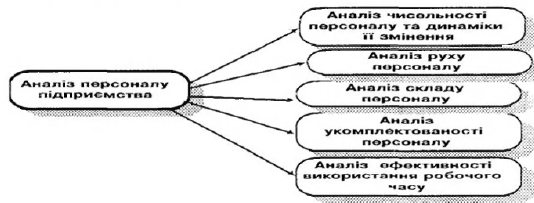 Аналіз чисельності
персоналу та динаміки
її змінення
Аналіз руху
персоналу
Аналіз персоналу
підприємства
Аналіз складу
персоналу
Аналіз
укомплектованості
персоналу
Аналіз ефективності
використання робочого
часу